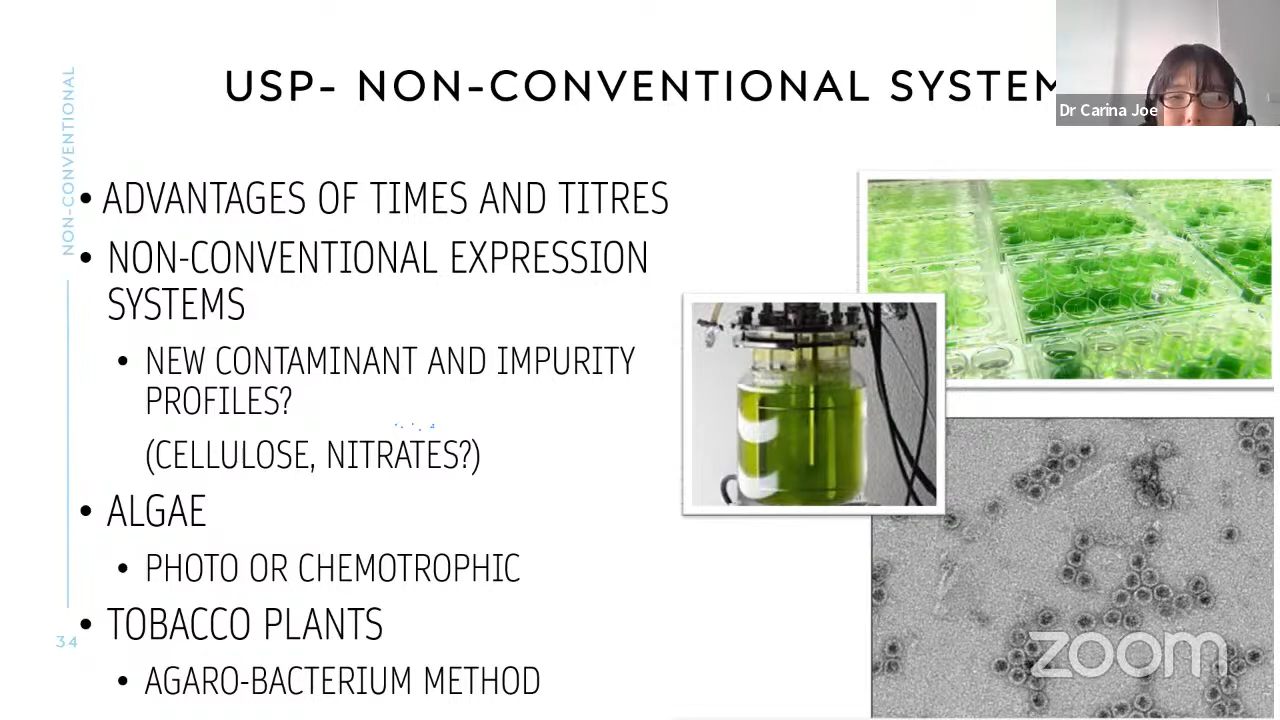 USP- NON-CONVENTIONAL SYSTEM
Dr Carina Joe
NON-CONVENTIONAL
• ADVANTAGES OF TIMES AND TITRES
• NON-CONVENTIONAL EXPRESSION
SYSTEMS
• NEW CONTAMINANT AND IMPURITY
PROFILES?
(CELLULOSE, NITRATES?)
• ALGAE
• PHOTO OR CHEMOTROPHIC
• TOBACCO PLANTS
34
• AGARO-BACTERIUM METHOD
zoom